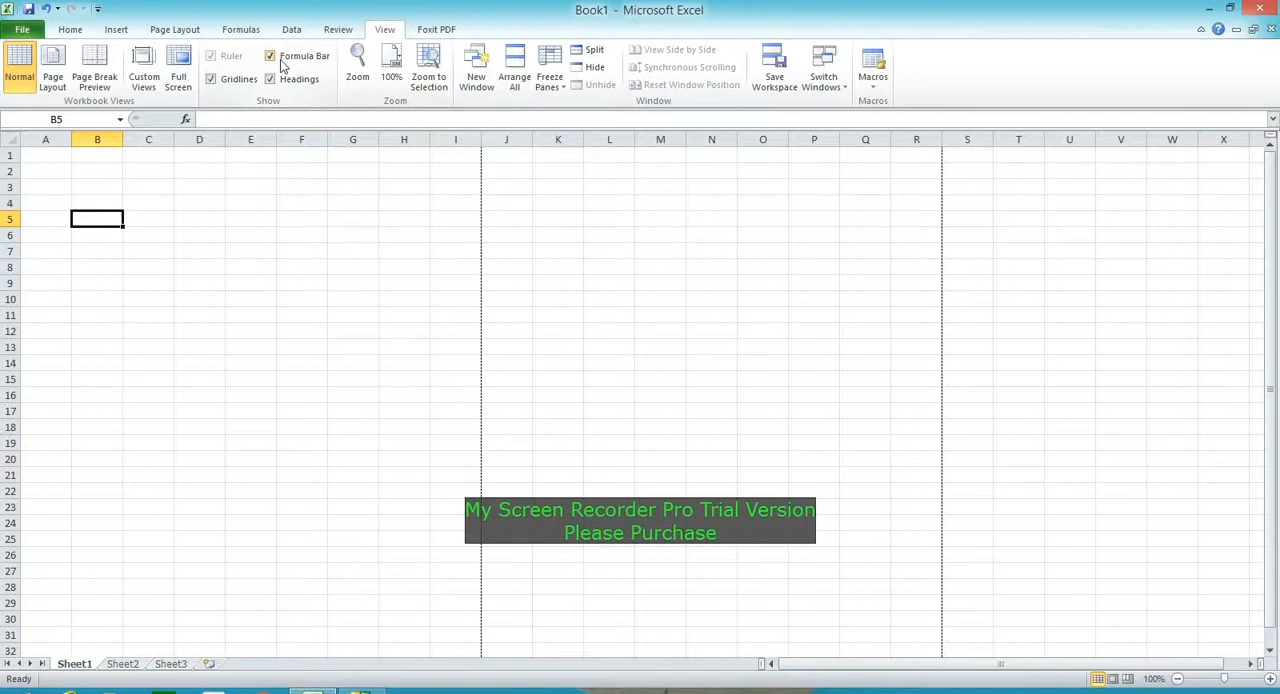 Book1 - Microsoft Excel
File Home Insert Page Layout Formulas Data Review View Foxit PDF
Normal
Page Layout
Page Break Preview
Custom Views
Full Screen
Workbook Views
Ruler
Formula Bar
Gridlines
Headings
Show
Zoom
100%
Zoom to Selection
Zoom
New Window
Arrange All
Freeze Panes
Split
Hide
Unhide
View Side by Side
Synchronous Scrolling
Reset Window Position
Window
Save Workspace
Switch Windows
Macros
Macros
B5
fx
A B C D E F G H I J K L M N O P Q R S T U V W X
1
2
3
4
5
6
7
8
9
10
11
12
13
14
15
16
17
18
19
20
21
22
23
24
25
26
27
28
29
30
31
32
My Screen Recorder Pro Trial Version
Please Purchase
Sheet1 Sheet2 Sheet3
Ready
100%